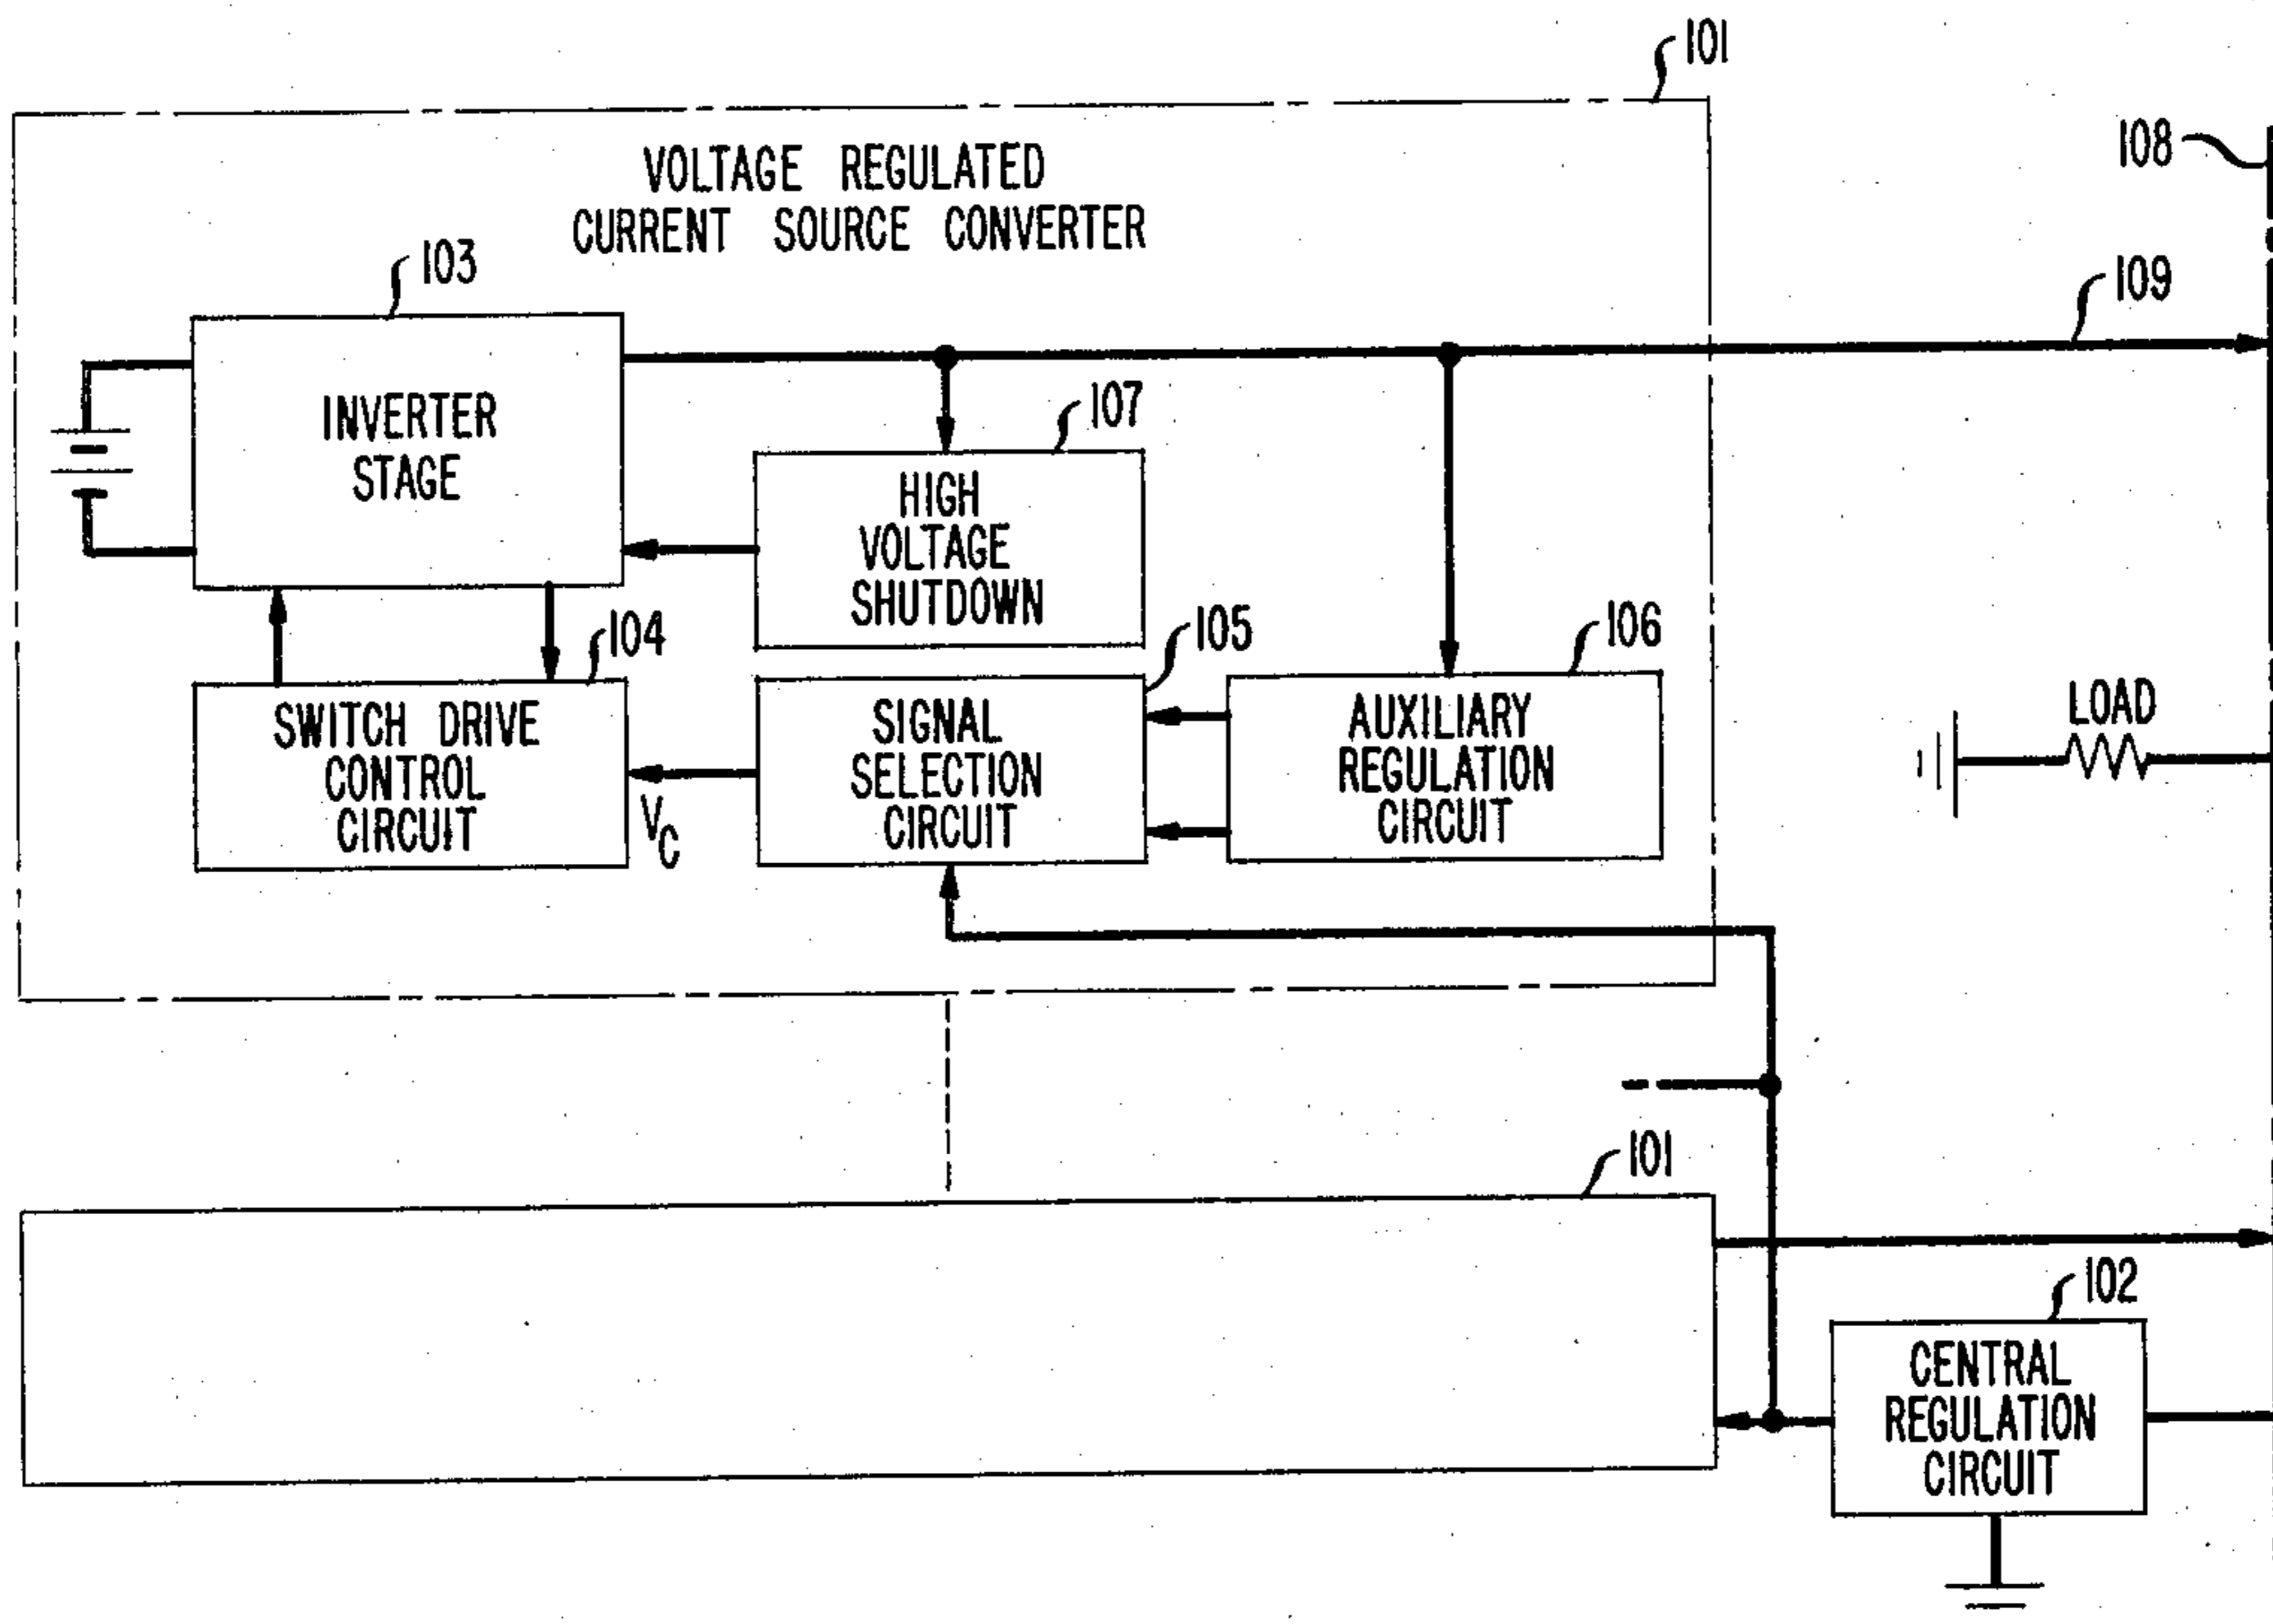 101
108
VOLTAGE REGULATED
CURRENT SOURCE CONVERTER
103
109
107
INVERTER
STAGE
HIGH
VOLTAGE
SHUTDOWN
104
105
106
SWITCH DRIVE
CONTROL
CIRCUIT
VC
SIGNAL
SELECTION
CIRCUIT
AUXILIARY
REGULATION
CIRCUIT
LOAD
101
102
CENTRAL
REGULATION
CIRCUIT